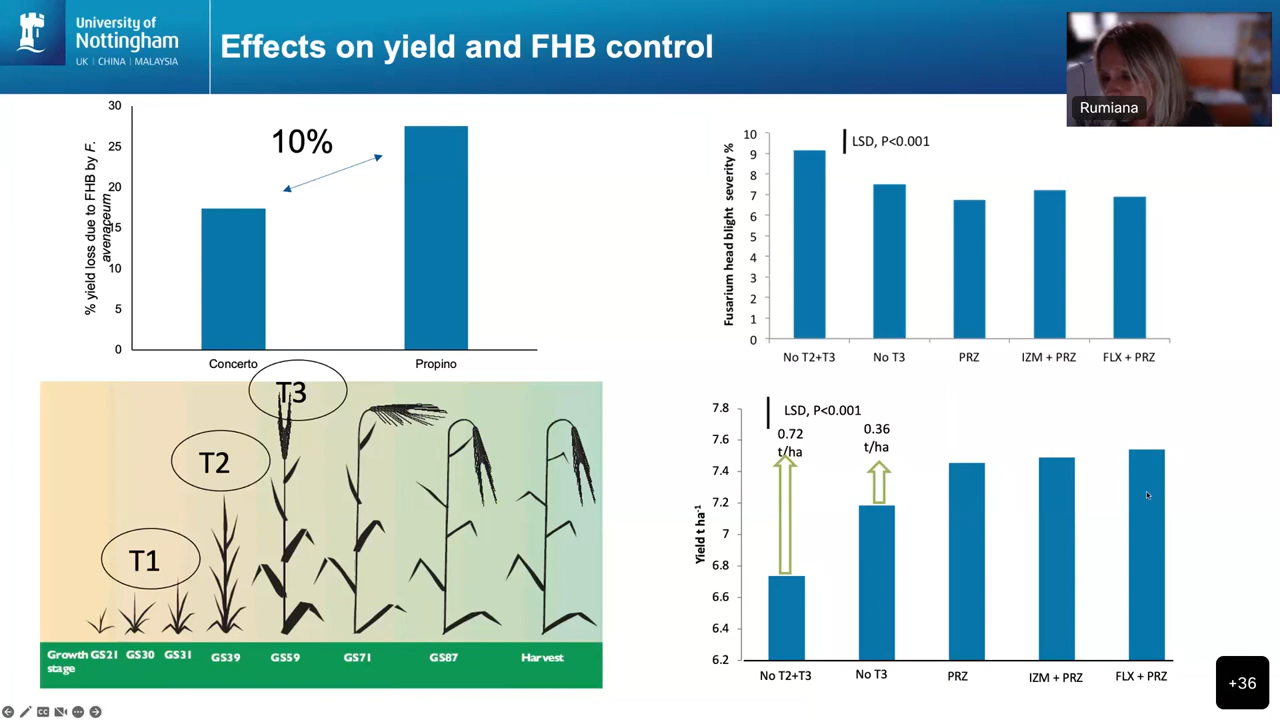 University of
Nottingham
UK | CHINA | MALAYSIA
Effects on yield and FHB control
Rumiana
% yield loss due to FHB by F.
avenaceum
30
25
20
15
10
5
0
10%
Concerto
Propino
Fusarium head blight severity %
10
9
8
7
6
5
4
3
2
1
0
LSD, P<0.001
No T2+T3
No T3
PRZ
IZM + PRZ
FLX + PRZ
T1
T2
T3
Growth stage
GS21
GS30
GS31
GS39
GS59
GS71
GS87
Harvest
Yield t ha-1
7.8
7.6
7.4
7.2
7
6.8
6.6
6.4
6.2
LSD, P<0.001
0.72
t/ha
0.36
t/ha
No T2+T3
No T3
PRZ
IZM + PRZ
FLX + PRZ
+36